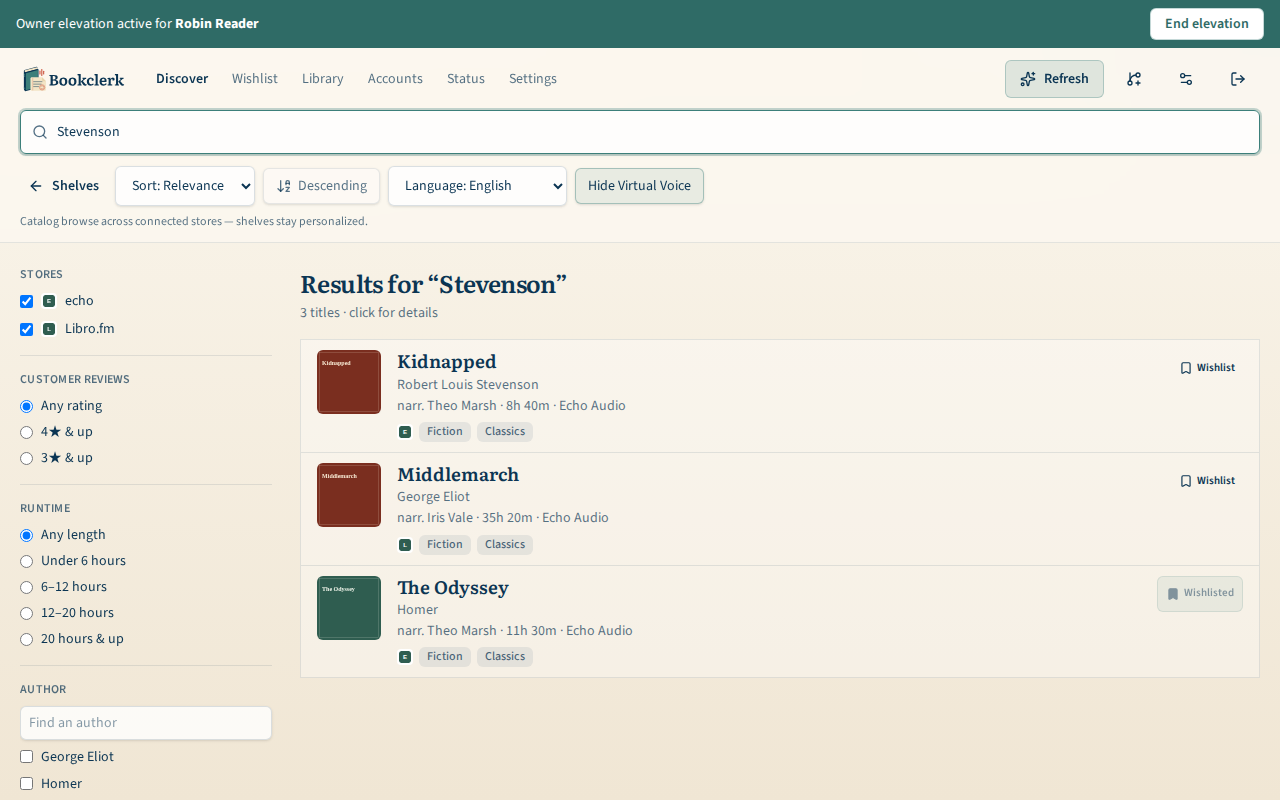 Owner elevation active for Robin Reader
End elevation
Bookclerk
Discover
Wishlist
Library
Accounts
Status
Settings
Refresh
Stevenson
Shelves
Sort: Relevance
Descending
Language: English
Hide Virtual Voice
Catalog browse across connected stores — shelves stay personalized.
STORES
E echo
L Libro.fm
CUSTOMER REVIEWS
Any rating
4★ & up
3★ & up
RUNTIME
Any length
Under 6 hours
6–12 hours
12–20 hours
20 hours & up
AUTHOR
Find an author
George Eliot
Homer
Results for “Stevenson”
3 titles · click for details
Kidnapped
Kidnapped
Robert Louis Stevenson
narr. Theo Marsh · 8h 40m · Echo Audio
E Fiction Classics
Wishlist
Middlemarch
Middlemarch
George Eliot
narr. Iris Vale · 35h 20m · Echo Audio
L Fiction Classics
Wishlist
The Odyssey
The Odyssey
Homer
narr. Theo Marsh · 11h 30m · Echo Audio
E Fiction Classics
Wishlisted